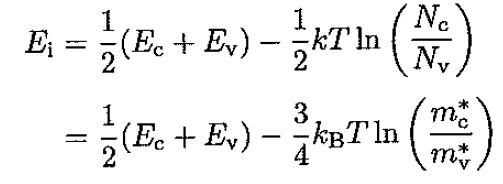 E_i = \frac{1}{2}(E_c + E_v) - \frac{1}{2}kT \ln\left(\frac{N_c}{N_v}\right)
= \frac{1}{2}(E_c + E_v) - \frac{3}{4}k_B T \ln\left(\frac{m_c^*}{m_v^*}\right)